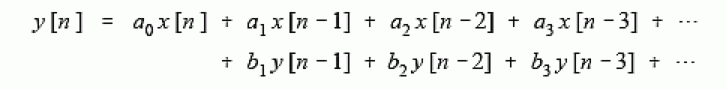 y[n] = a₀x[n] + a₁x[n−1] + a₂x[n−2] + a₃x[n−3] + ⋯
+ b₁y[n−1] + b₂y[n−2] + b₃y[n−3] + ⋯